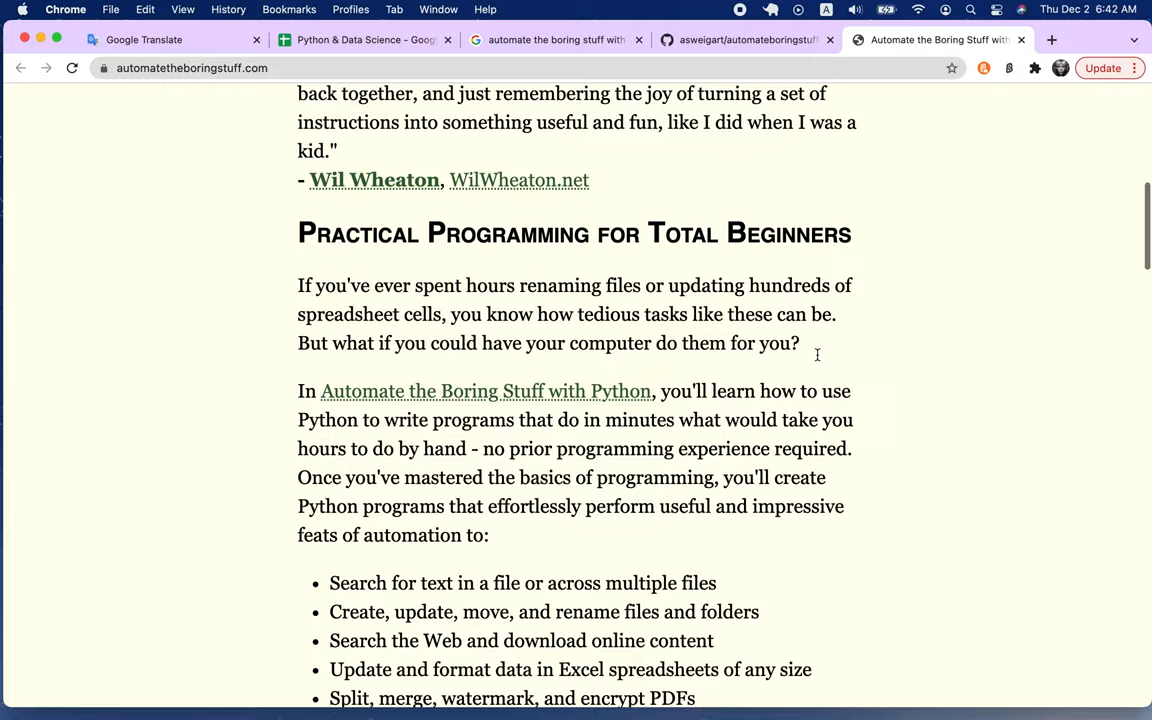 Chrome File Edit View History Bookmarks Profiles Tab Window Help A Thu Dec 2 6:42 AM
Google Translate Python & Data Science – Goog automate the boring stuff with asweigart/automateboringstuff Automate the Boring Stuff with
automatetheboringstuff.com Update
back together, and just remembering the joy of turning a set of
instructions into something useful and fun, like I did when I was a
kid."
- Wil Wheaton, WilWheaton.net
Practical Programming for Total Beginners
If you've ever spent hours renaming files or updating hundreds of
spreadsheet cells, you know how tedious tasks like these can be.
But what if you could have your computer do them for you?
In Automate the Boring Stuff with Python, you'll learn how to use
Python to write programs that do in minutes what would take you
hours to do by hand - no prior programming experience required.
Once you've mastered the basics of programming, you'll create
Python programs that effortlessly perform useful and impressive
feats of automation to:
• Search for text in a file or across multiple files
• Create, update, move, and rename files and folders
• Search the Web and download online content
• Update and format data in Excel spreadsheets of any size
• Split, merge, watermark, and encrypt PDFs